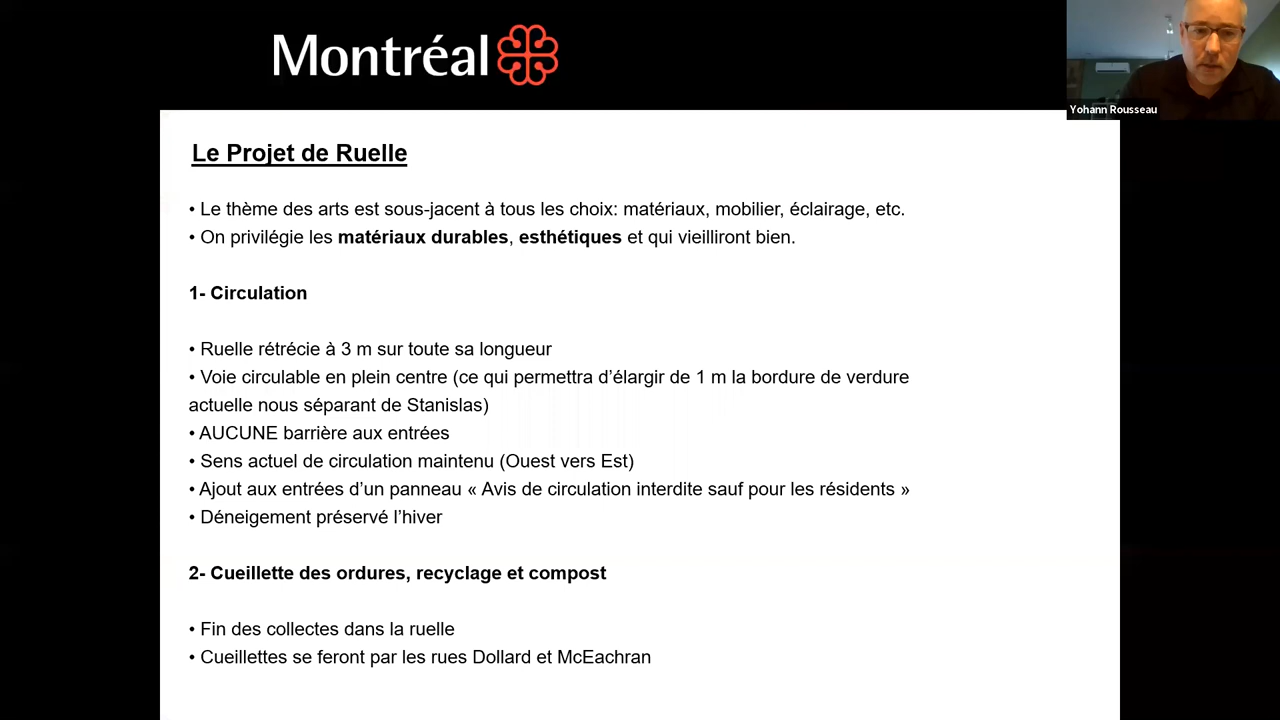 Montréal
Yohann Rousseau
Le Projet de Ruelle
• Le thème des arts est sous-jacent à tous les choix: matériaux, mobilier, éclairage, etc.
• On privilégie les matériaux durables, esthétiques et qui vieilliront bien.
1- Circulation
• Ruelle rétrécie à 3 m sur toute sa longueur
• Voie circulable en plein centre (ce qui permettra d’élargir de 1 m la bordure de verdure
actuelle nous séparant de Stanislas)
• AUCUNE barrière aux entrées
• Sens actuel de circulation maintenu (Ouest vers Est)
• Ajout aux entrées d’un panneau « Avis de circulation interdite sauf pour les résidents »
• Déneigement préservé l’hiver
2- Cueillette des ordures, recyclage et compost
• Fin des collectes dans la ruelle
• Cueillettes se feront par les rues Dollard et McEachran